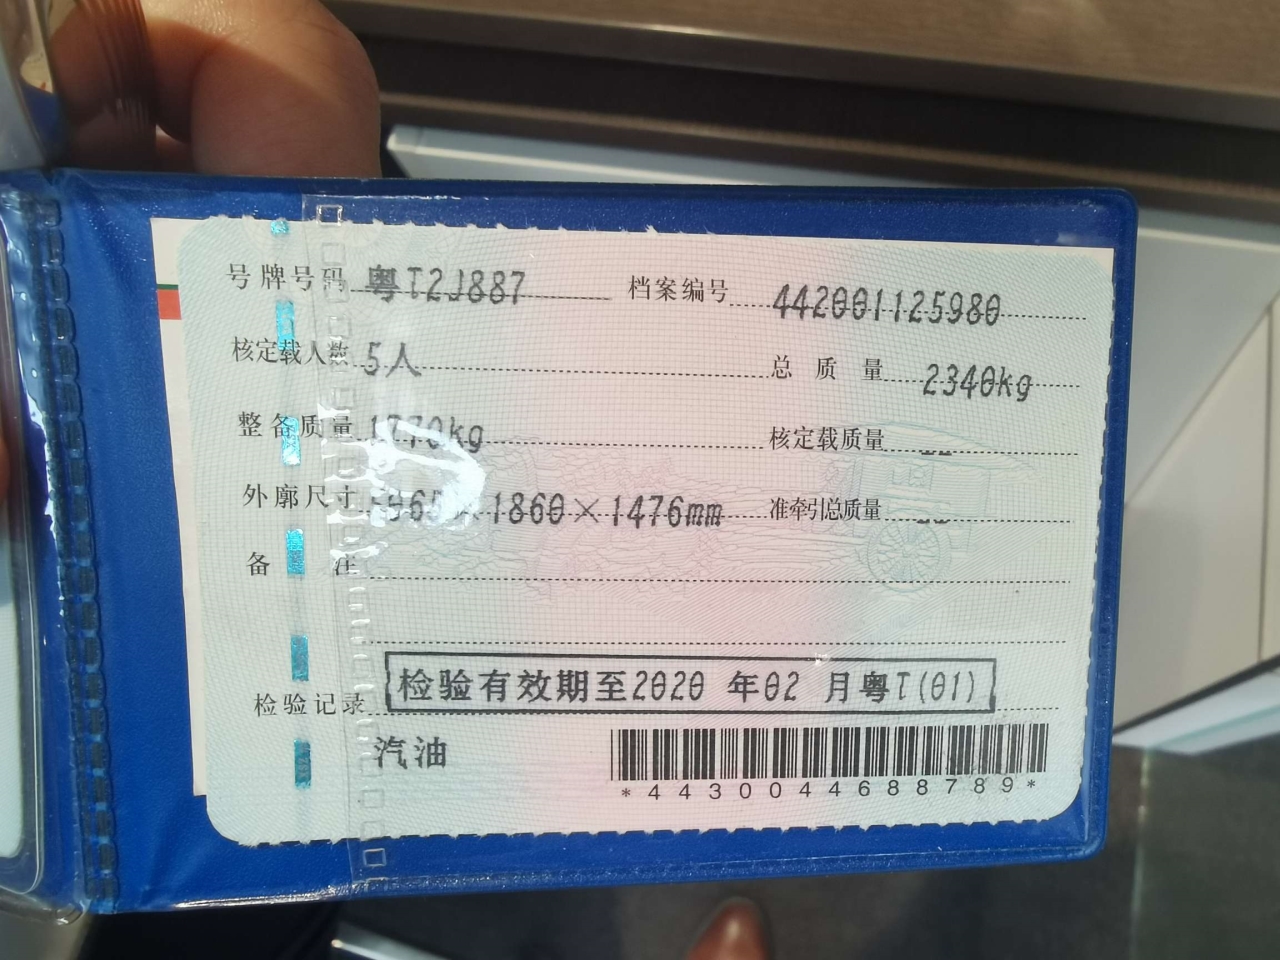 号牌号码 粤T2J887 档案编号 442001125980
核定载人数 5人 总质量 2340kg
整备质量 1770kg 核定载质量 --
外廓尺寸 5065×1860×1476mm 准牵引总质量 --
备注
检验记录 检验有效期至2020 年02 月粤T(01)
汽油
*4430044688789*